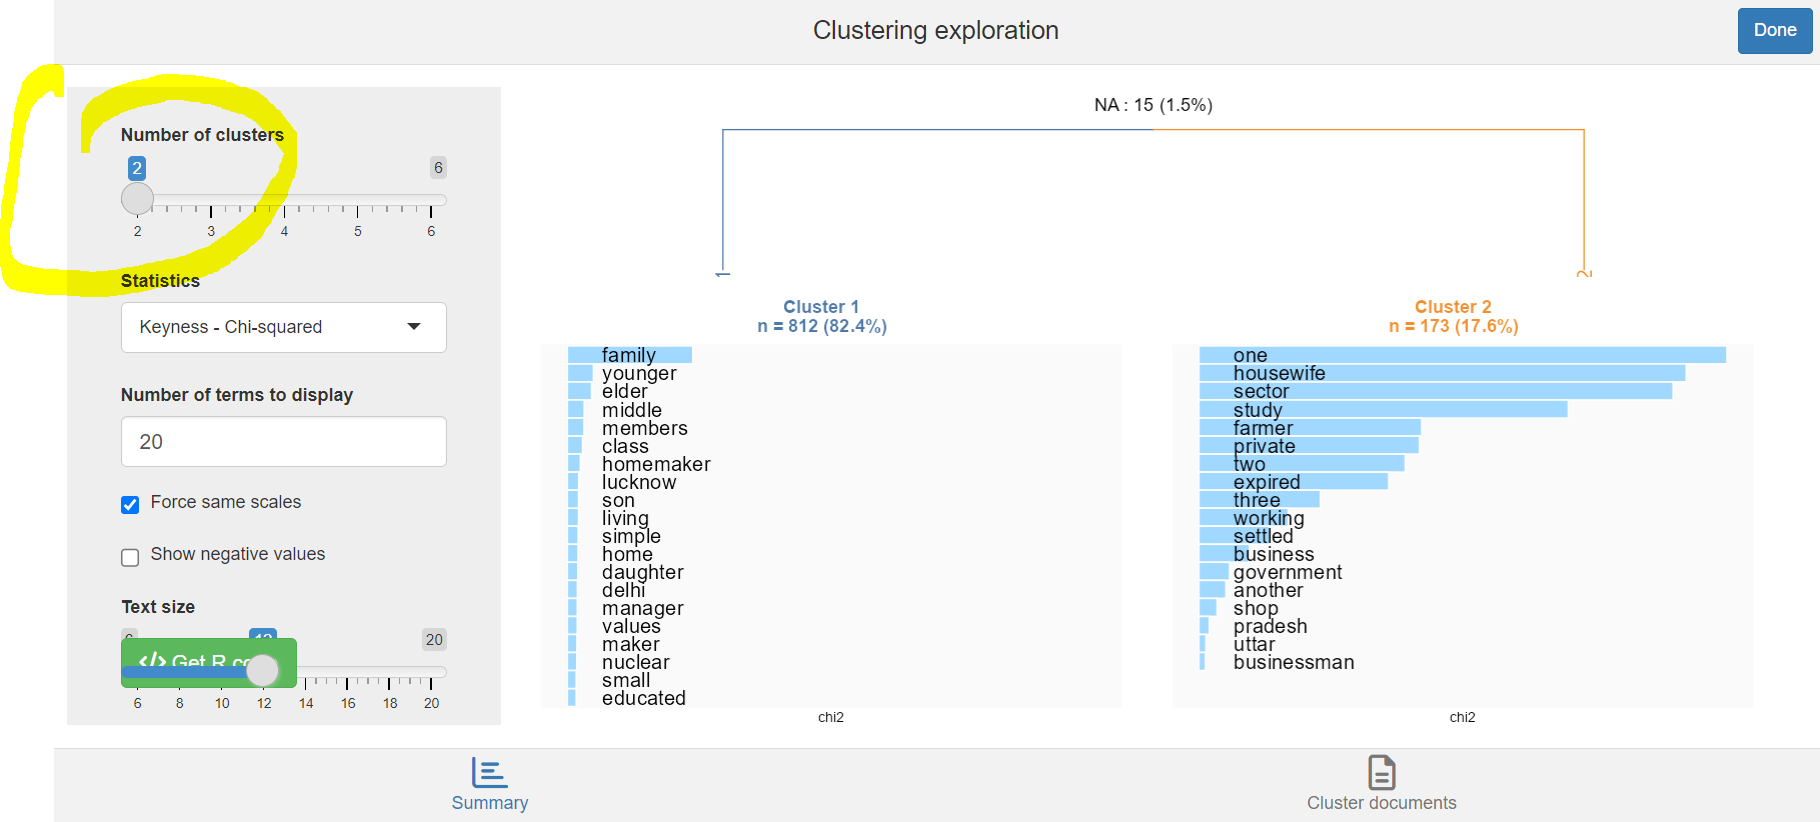 Clustering exploration
Done
Number of clusters
2
6
2 3 4 5 6
Statistics
Keyness - Chi-squared
Number of terms to display
20
Force same scales
Show negative values
Text size
6 12 20
Get R co
6 8 10 12 14 16 18 20
NA : 15 (1.5%)
1
2
Cluster 1
n = 812 (82.4%)
family
younger
elder
middle
members
class
homemaker
lucknow
son
living
simple
home
daughter
delhi
manager
values
maker
nuclear
small
educated
chi2
Cluster 2
n = 173 (17.6%)
one
housewife
sector
study
farmer
private
two
expired
three
working
settled
business
government
another
shop
pradesh
uttar
businessman
chi2
Summary
Cluster documents